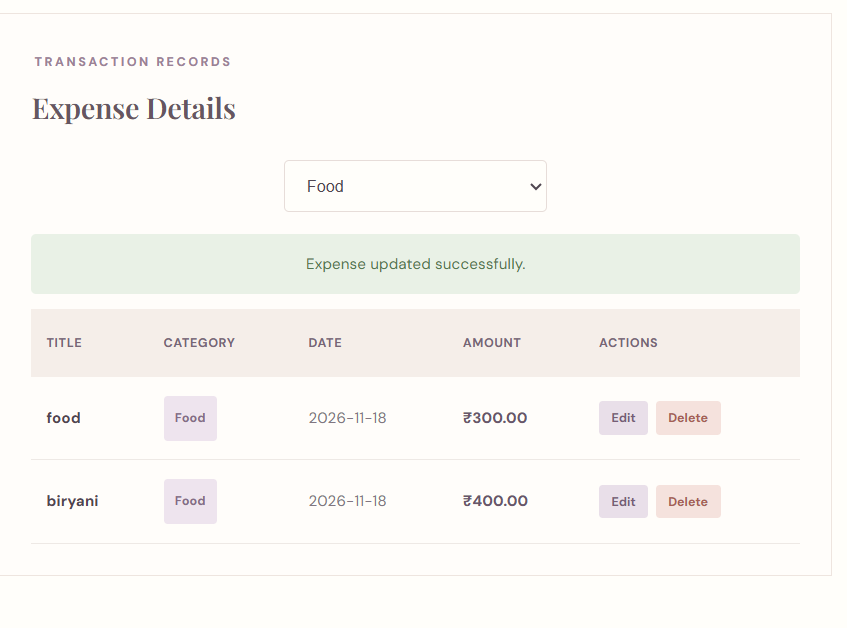 TRANSACTION RECORDS
Expense Details
Food
Expense updated successfully.
TITLE CATEGORY DATE AMOUNT ACTIONS
food Food 2026-11-18 ₹300.00 Edit Delete
biryani Food 2026-11-18 ₹400.00 Edit Delete